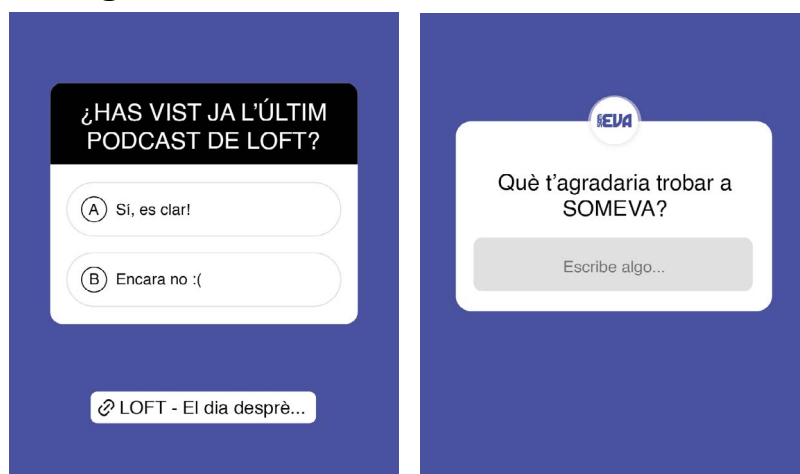 ¿HAS VIST JA L'ÚLTIM
PODCAST DE LOFT?
A Sí, es clar!
B Encara no :(
LOFT - El dia desprè...
EVA
Què t'agradaria trobar a
SOMEVA?
Escribe algo...